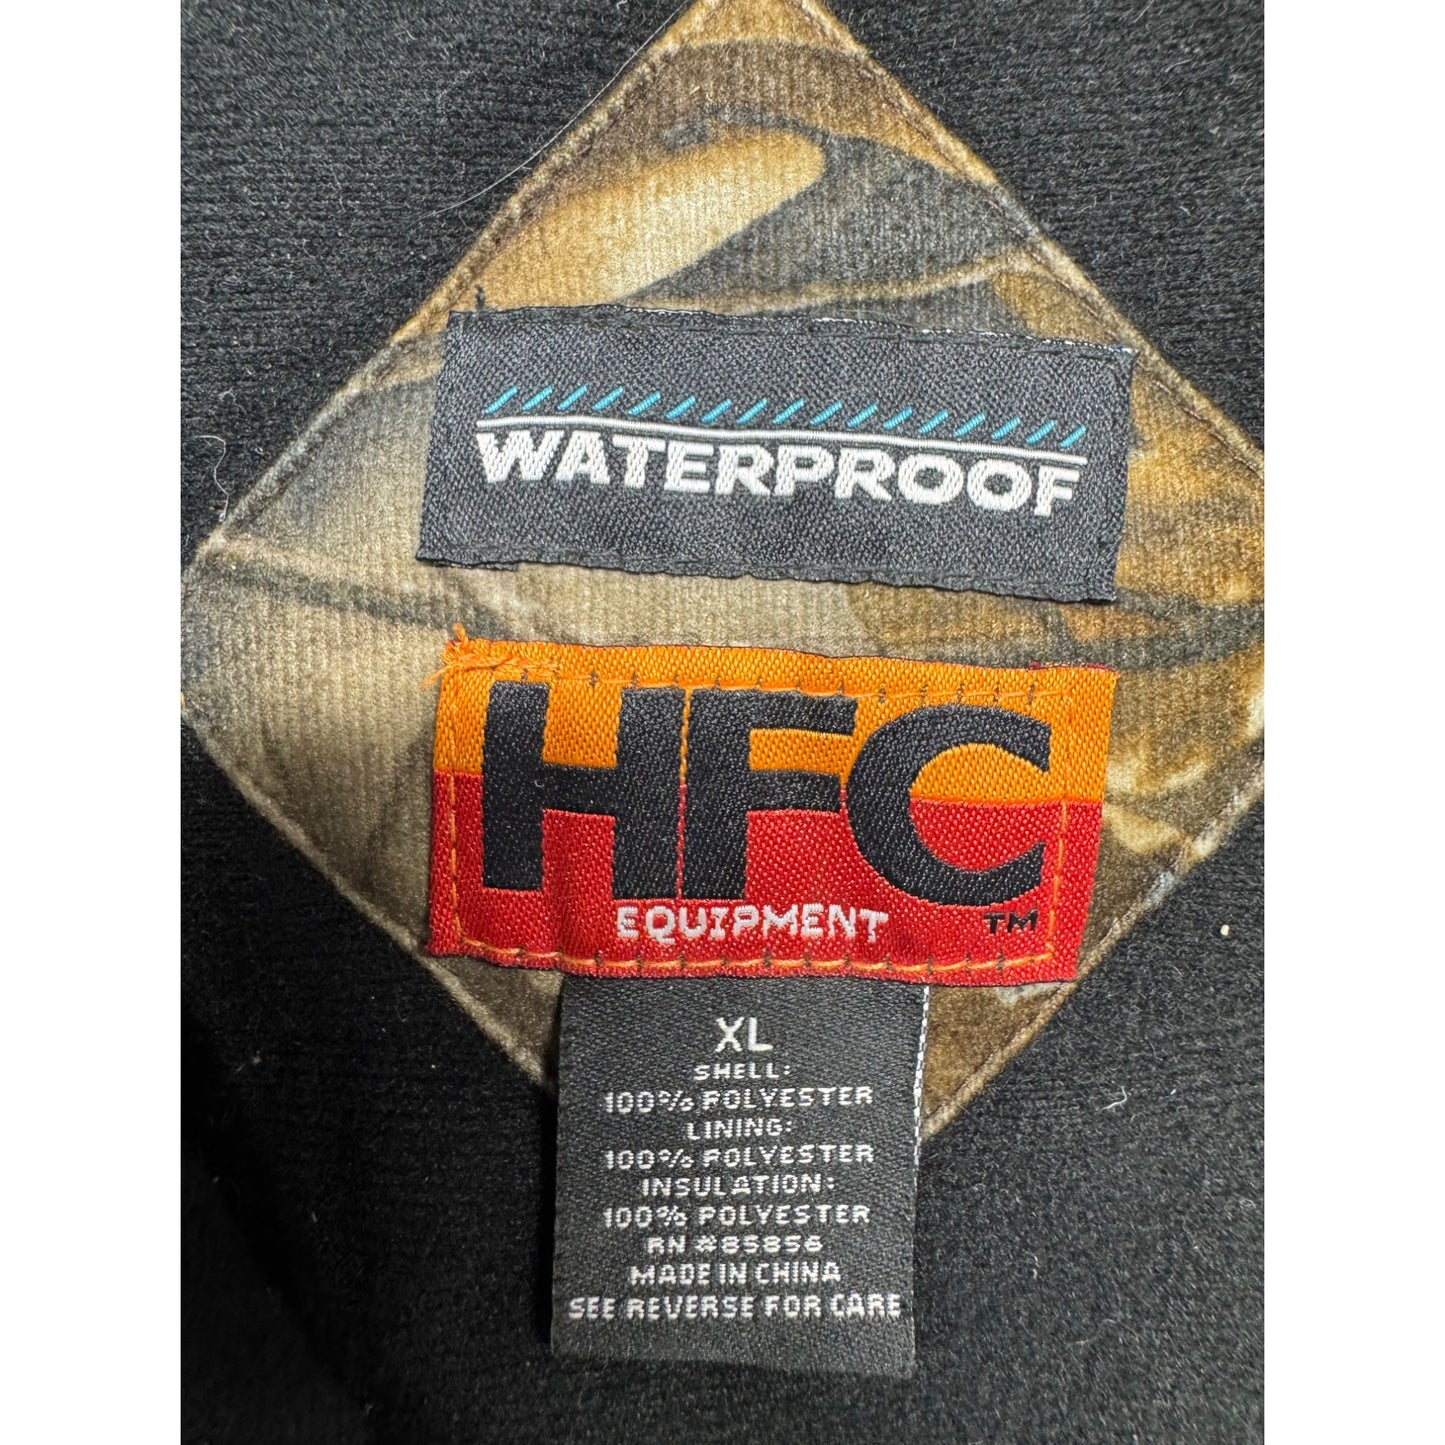 WATERPROOF
HFC
EQUIPMENT TM
XL
SHELL:
100% POLYESTER
LINING:
100% POLYESTER
INSULATION:
100% POLYESTER
RN #85856
MADE IN CHINA
SEE REVERSE FOR CARE